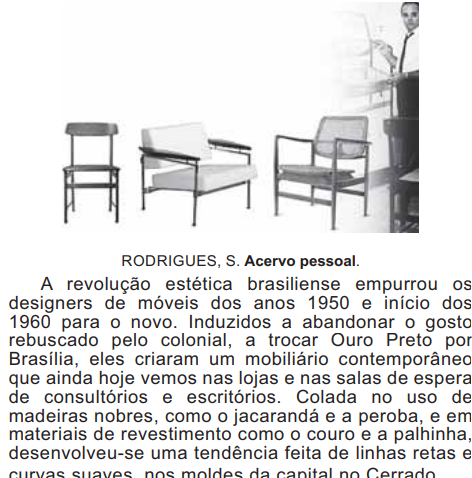 RODRIGUES, S. Acervo pessoal.
A revolução estética brasiliense empurrou os
designers de móveis dos anos 1950 e início dos
1960 para o novo. Induzidos a abandonar o gosto
rebuscado pelo colonial, a trocar Ouro Preto por
Brasília, eles criaram um mobiliário contemporâneo
que ainda hoje vemos nas lojas e nas salas de espera
de consultórios e escritórios. Colada no uso de
madeiras nobres, como o jacarandá e a peroba, e em
materiais de revestimento como o couro e a palhinha,
desenvolveu-se uma tendência feita de linhas retas e
curvas suaves, nos moldes da capital no Cerrado.